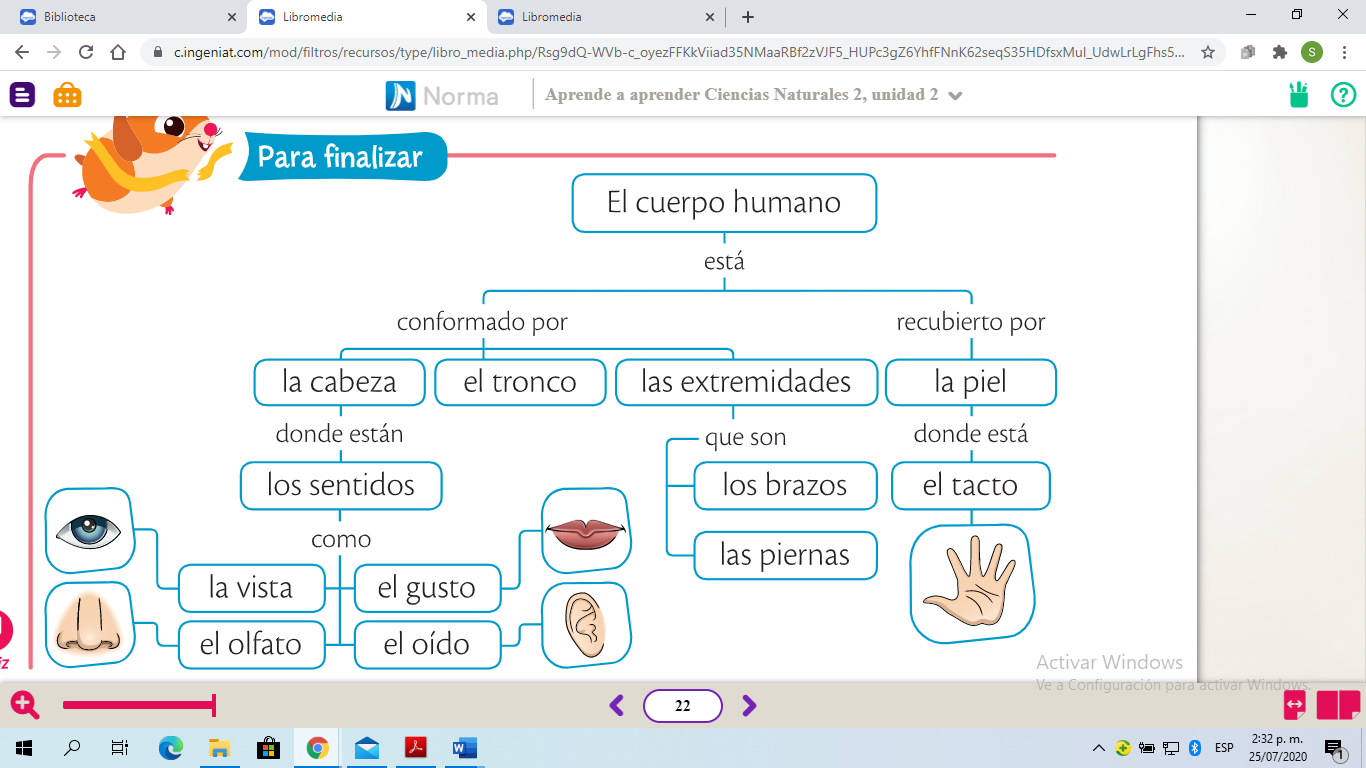 Biblioteca
Libromedia
Libromedia
c.ingeniat.com/mod/filtros/recursos/type/libro_media.php/Rsg9dQ-WVb-c_oyezFFKkViiad35NMaaRBf2zVJF5_HUPc3gZ6YhfFNnK62seqS35HDfsxMul_UdwLrLgFhs5...
S
Norma
Aprende a aprender Ciencias Naturales 2, unidad 2
Para finalizar
El cuerpo humano
está
conformado por
recubierto por
la cabeza
el tronco
las extremidades
la piel
donde están
que son
donde está
los sentidos
los brazos
el tacto
como
las piernas
la vista
el gusto
el olfato
el oído
Activar Windows
Ve a Configuración para activar Windows.
22
ESP
2:32 p. m.
25/07/2020
1